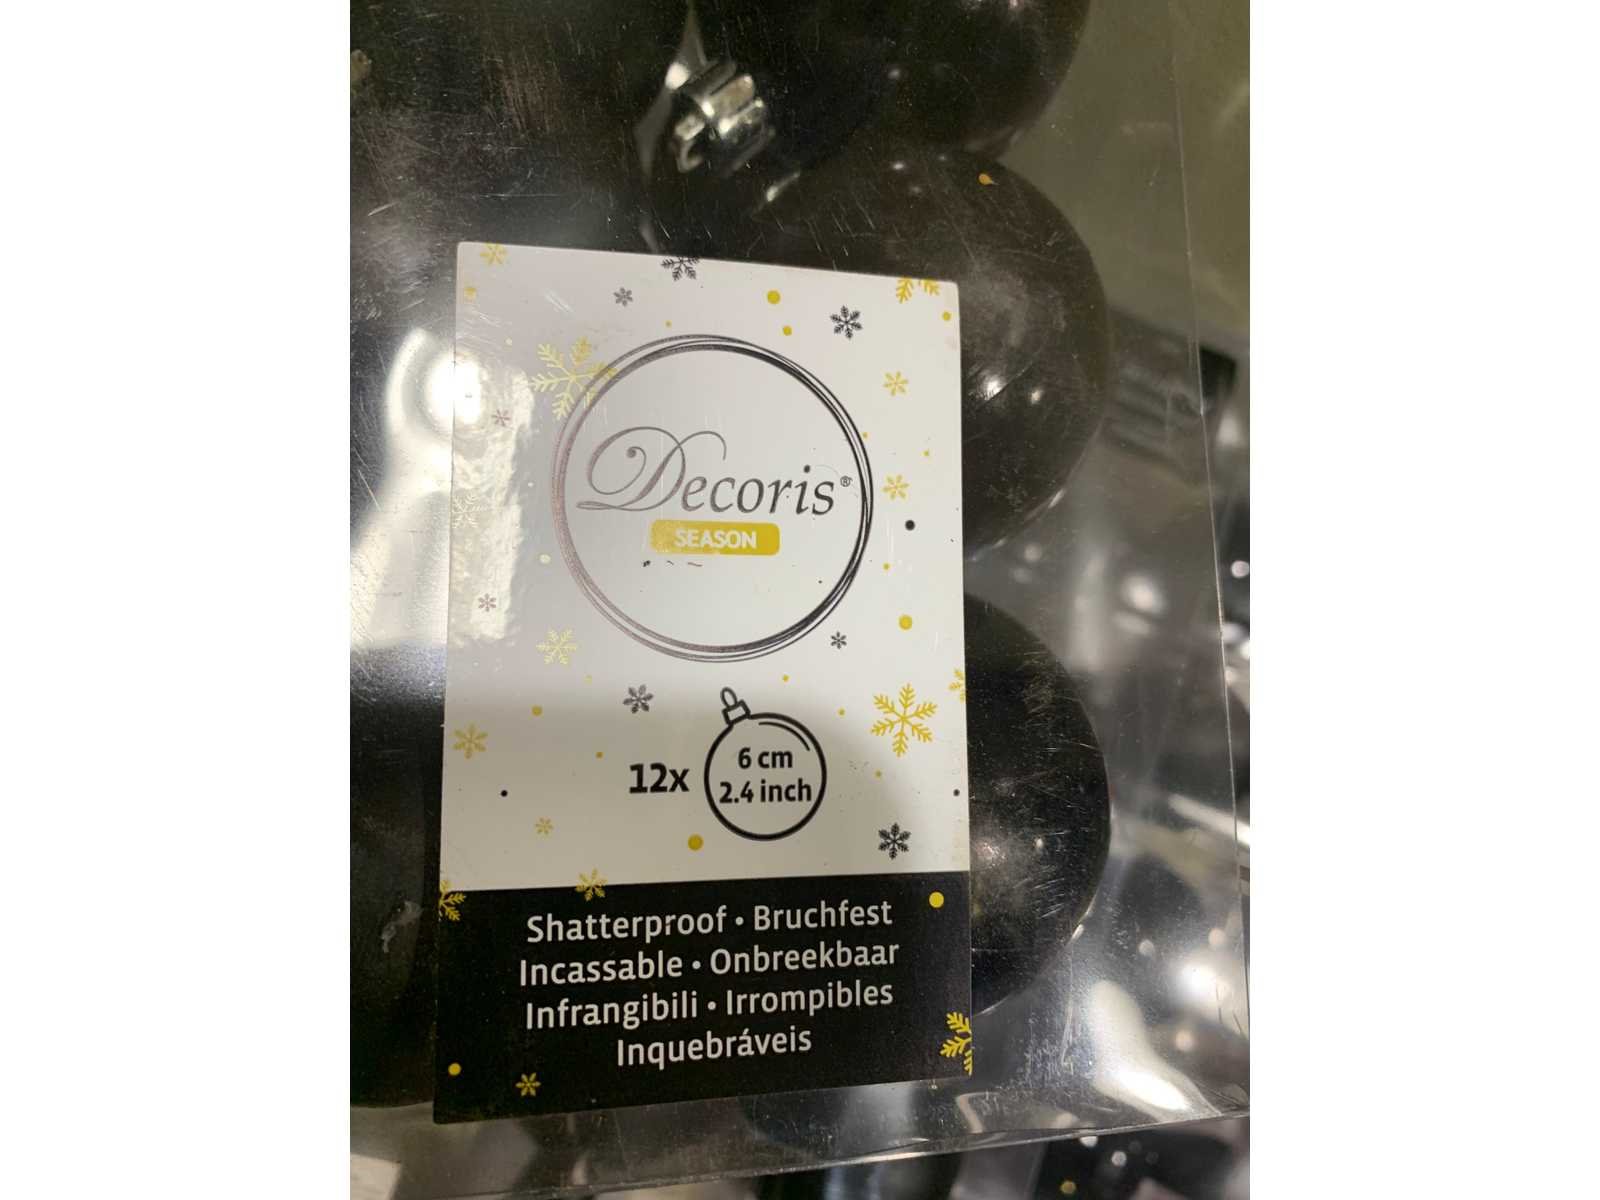 Decoris®
SEASON
12x
6 cm
2.4 inch
Shatterproof • Bruchfest
Incassable • Onbreekbaar
Infrangibili • Irrompibles
Inquebráveis